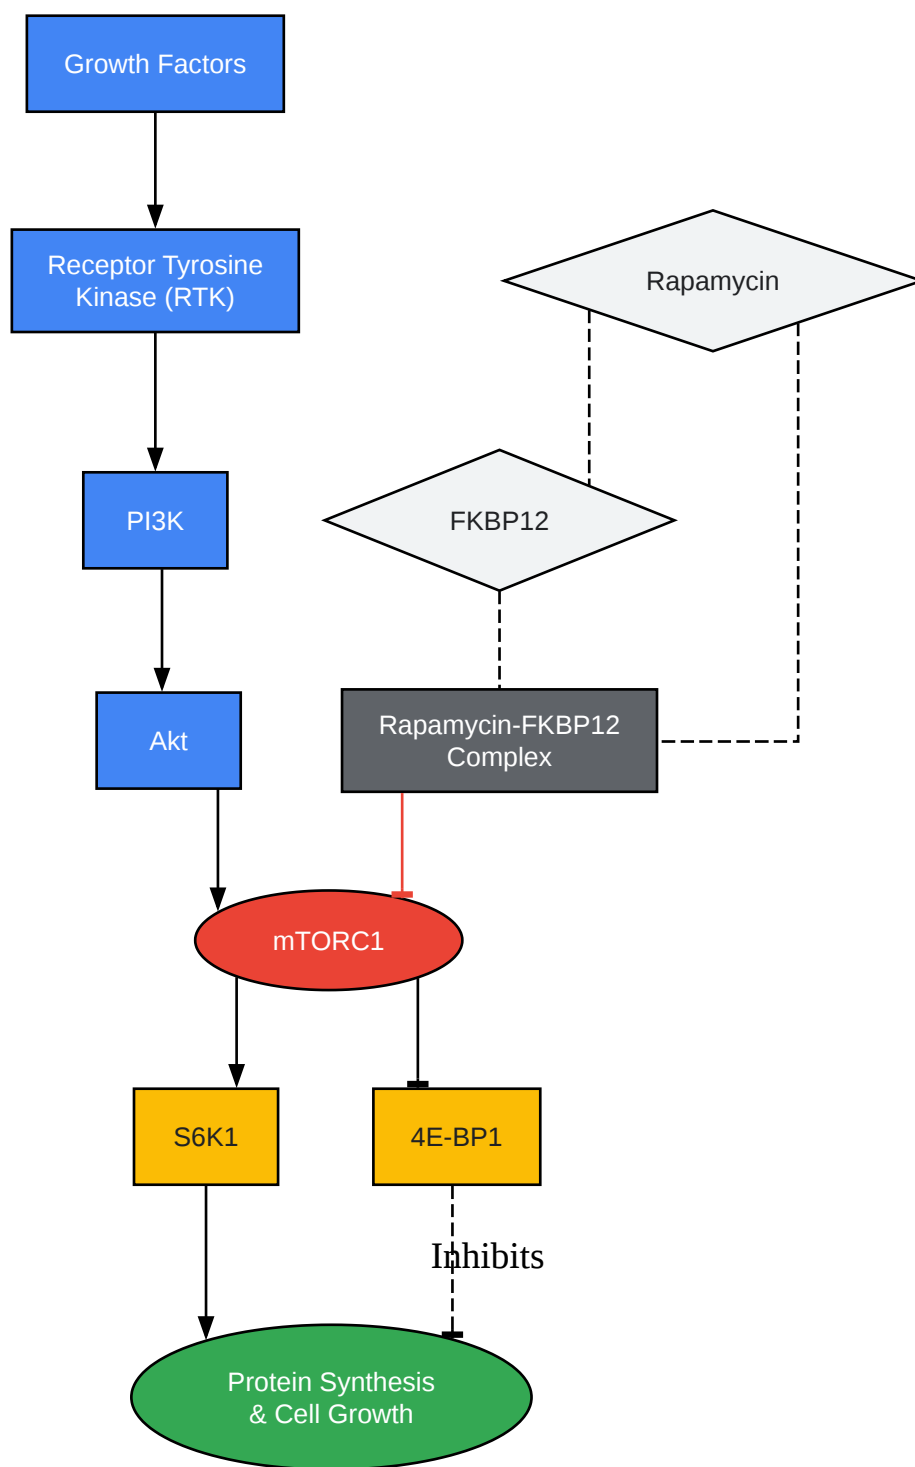 Growth Factors
Receptor Tyrosine
Kinase (RTK)
Rapamycin
PI3K
FKBP12
Akt
Rapamycin-FKBP12
Complex
mTORC1
S6K1
4E-BP1
Inhibits
Protein Synthesis
& Cell Growth